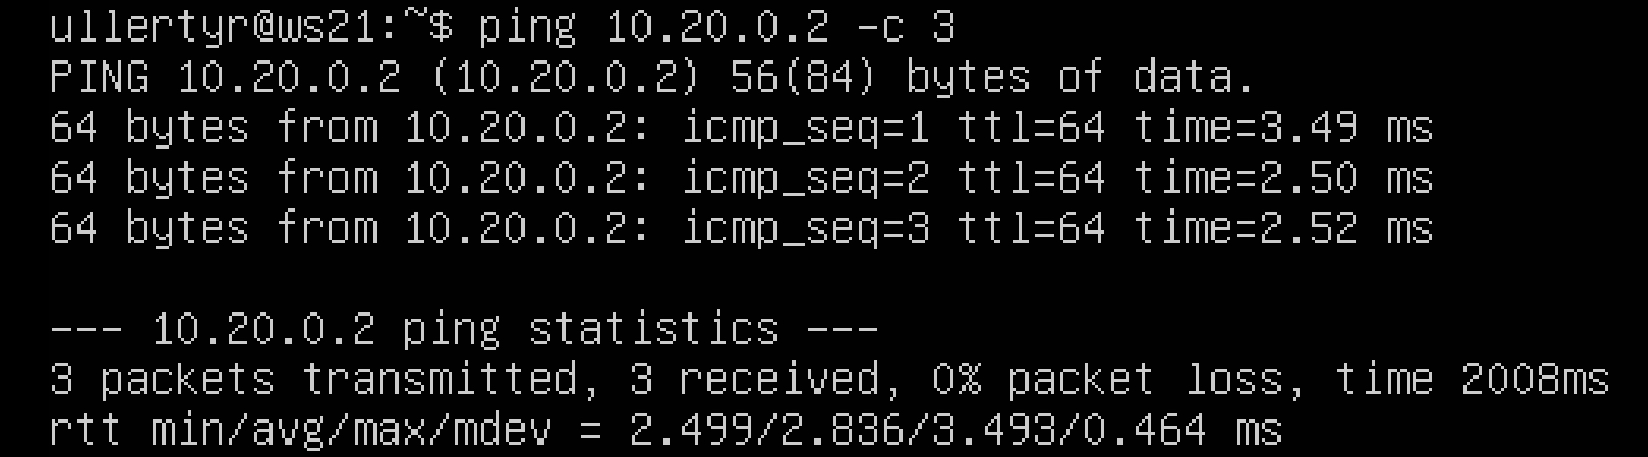 ullertyr@ws21:~$ ping 10.20.0.2 -c 3
PING 10.20.0.2 (10.20.0.2) 56(84) bytes of data.
64 bytes from 10.20.0.2: icmp_seq=1 ttl=64 time=3.49 ms
64 bytes from 10.20.0.2: icmp_seq=2 ttl=64 time=2.50 ms
64 bytes from 10.20.0.2: icmp_seq=3 ttl=64 time=2.52 ms
--- 10.20.0.2 ping statistics ---
3 packets transmitted, 3 received, 0% packet loss, time 2008ms
rtt min/avg/max/mdev = 2.499/2.836/3.493/0.464 ms